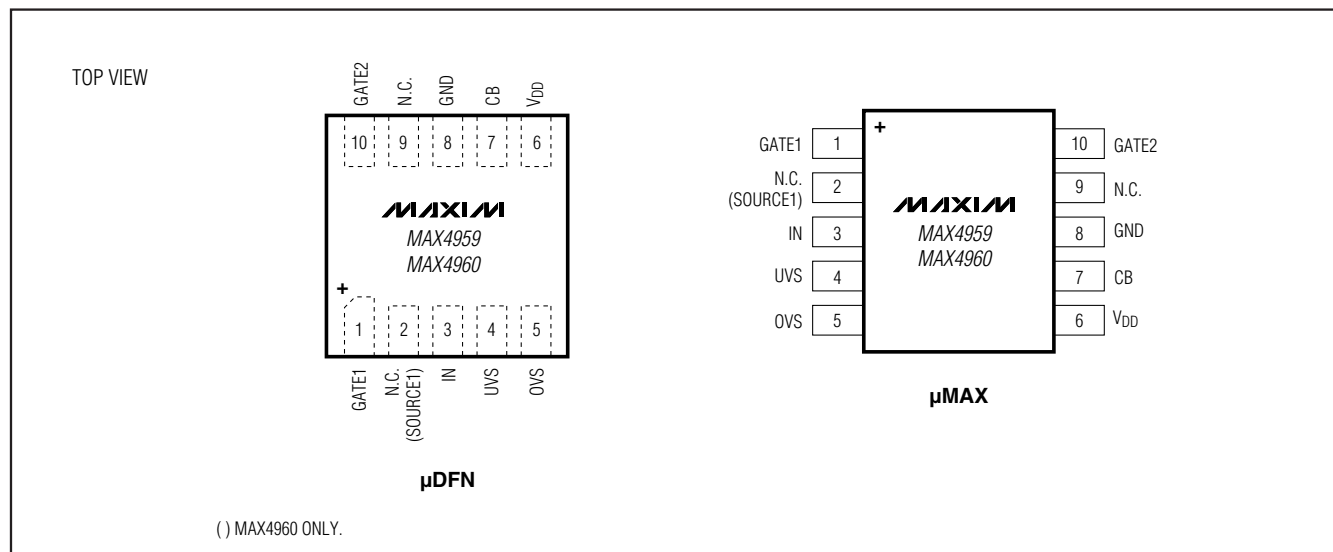 TOP VIEW
GATE2
N.C.
GND
CB
VDD
10
9
8
7
6
MAXIM
MAX4959
MAX4960
+
1
2
3
4
5
GATE1
N.C.
(SOURCE1)
IN
UVS
OVS
µDFN
( ) MAX4960 ONLY.
+
GATE1 1
N.C.
(SOURCE1) 2
IN 3
UVS 4
OVS 5
MAXIM
MAX4959
MAX4960
10 GATE2
9 N.C.
8 GND
7 CB
6 VDD
µMAX